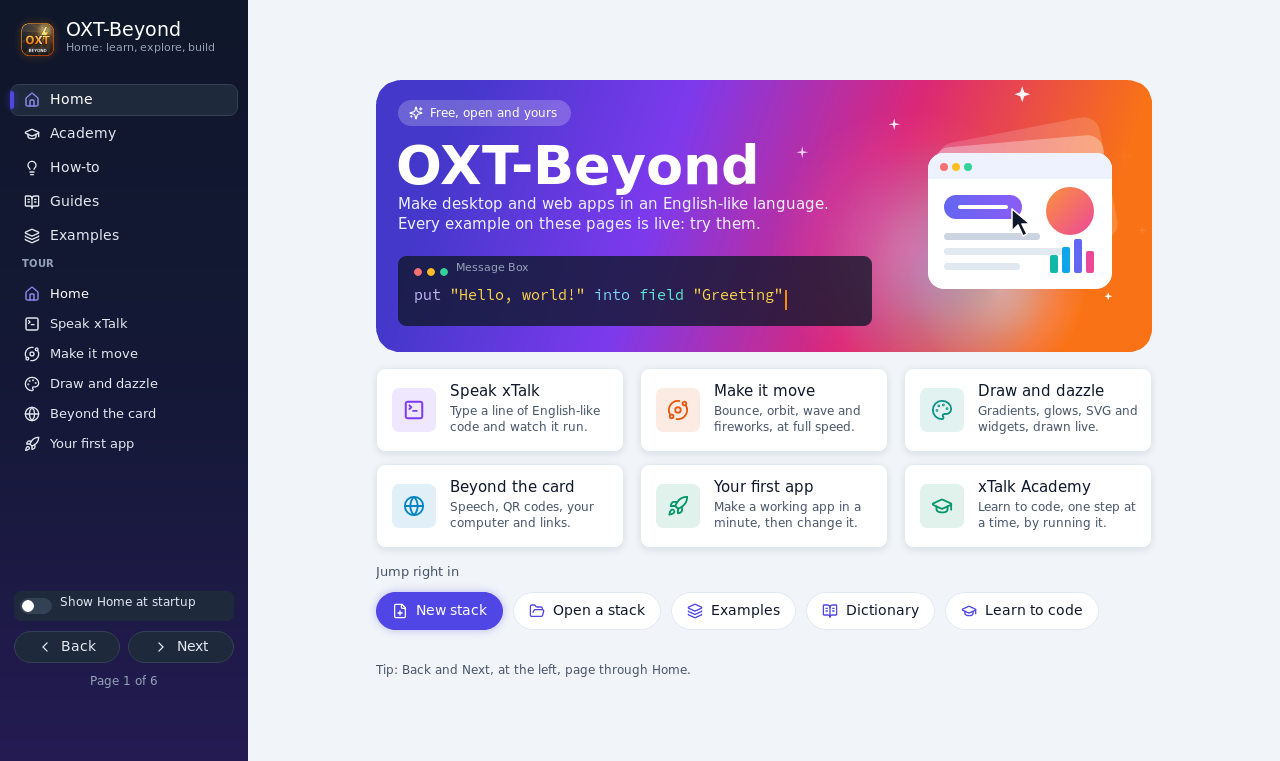 OXT
BEYOND
OXT-Beyond
Home: learn, explore, build
Home
Academy
How-to
Guides
Examples
TOUR
Home
Speak xTalk
Make it move
Draw and dazzle
Beyond the card
Your first app
Show Home at startup
Back
Next
Page 1 of 6
Free, open and yours
OXT-Beyond
Make desktop and web apps in an English-like language.
Every example on these pages is live: try them.
Message Box
put "Hello, world!" into field "Greeting"
Speak xTalk
Type a line of English-like
code and watch it run.
Make it move
Bounce, orbit, wave and
fireworks, at full speed.
Draw and dazzle
Gradients, glows, SVG and
widgets, drawn live.
Beyond the card
Speech, QR codes, your
computer and links.
Your first app
Make a working app in a
minute, then change it.
xTalk Academy
Learn to code, one step at
a time, by running it.
Jump right in
New stack
Open a stack
Examples
Dictionary
Learn to code
Tip: Back and Next, at the left, page through Home.